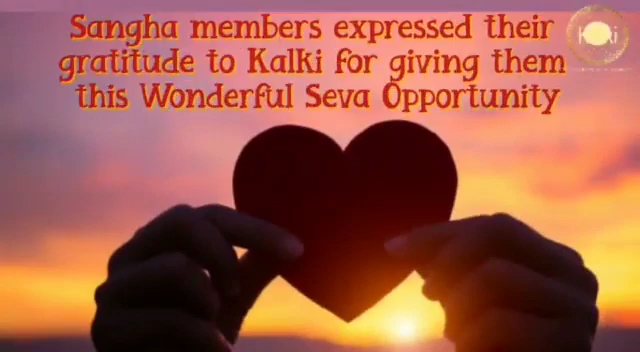 Sangha members expressed their
gratitude to Kalki for giving them
this Wonderful Seva Opportunity